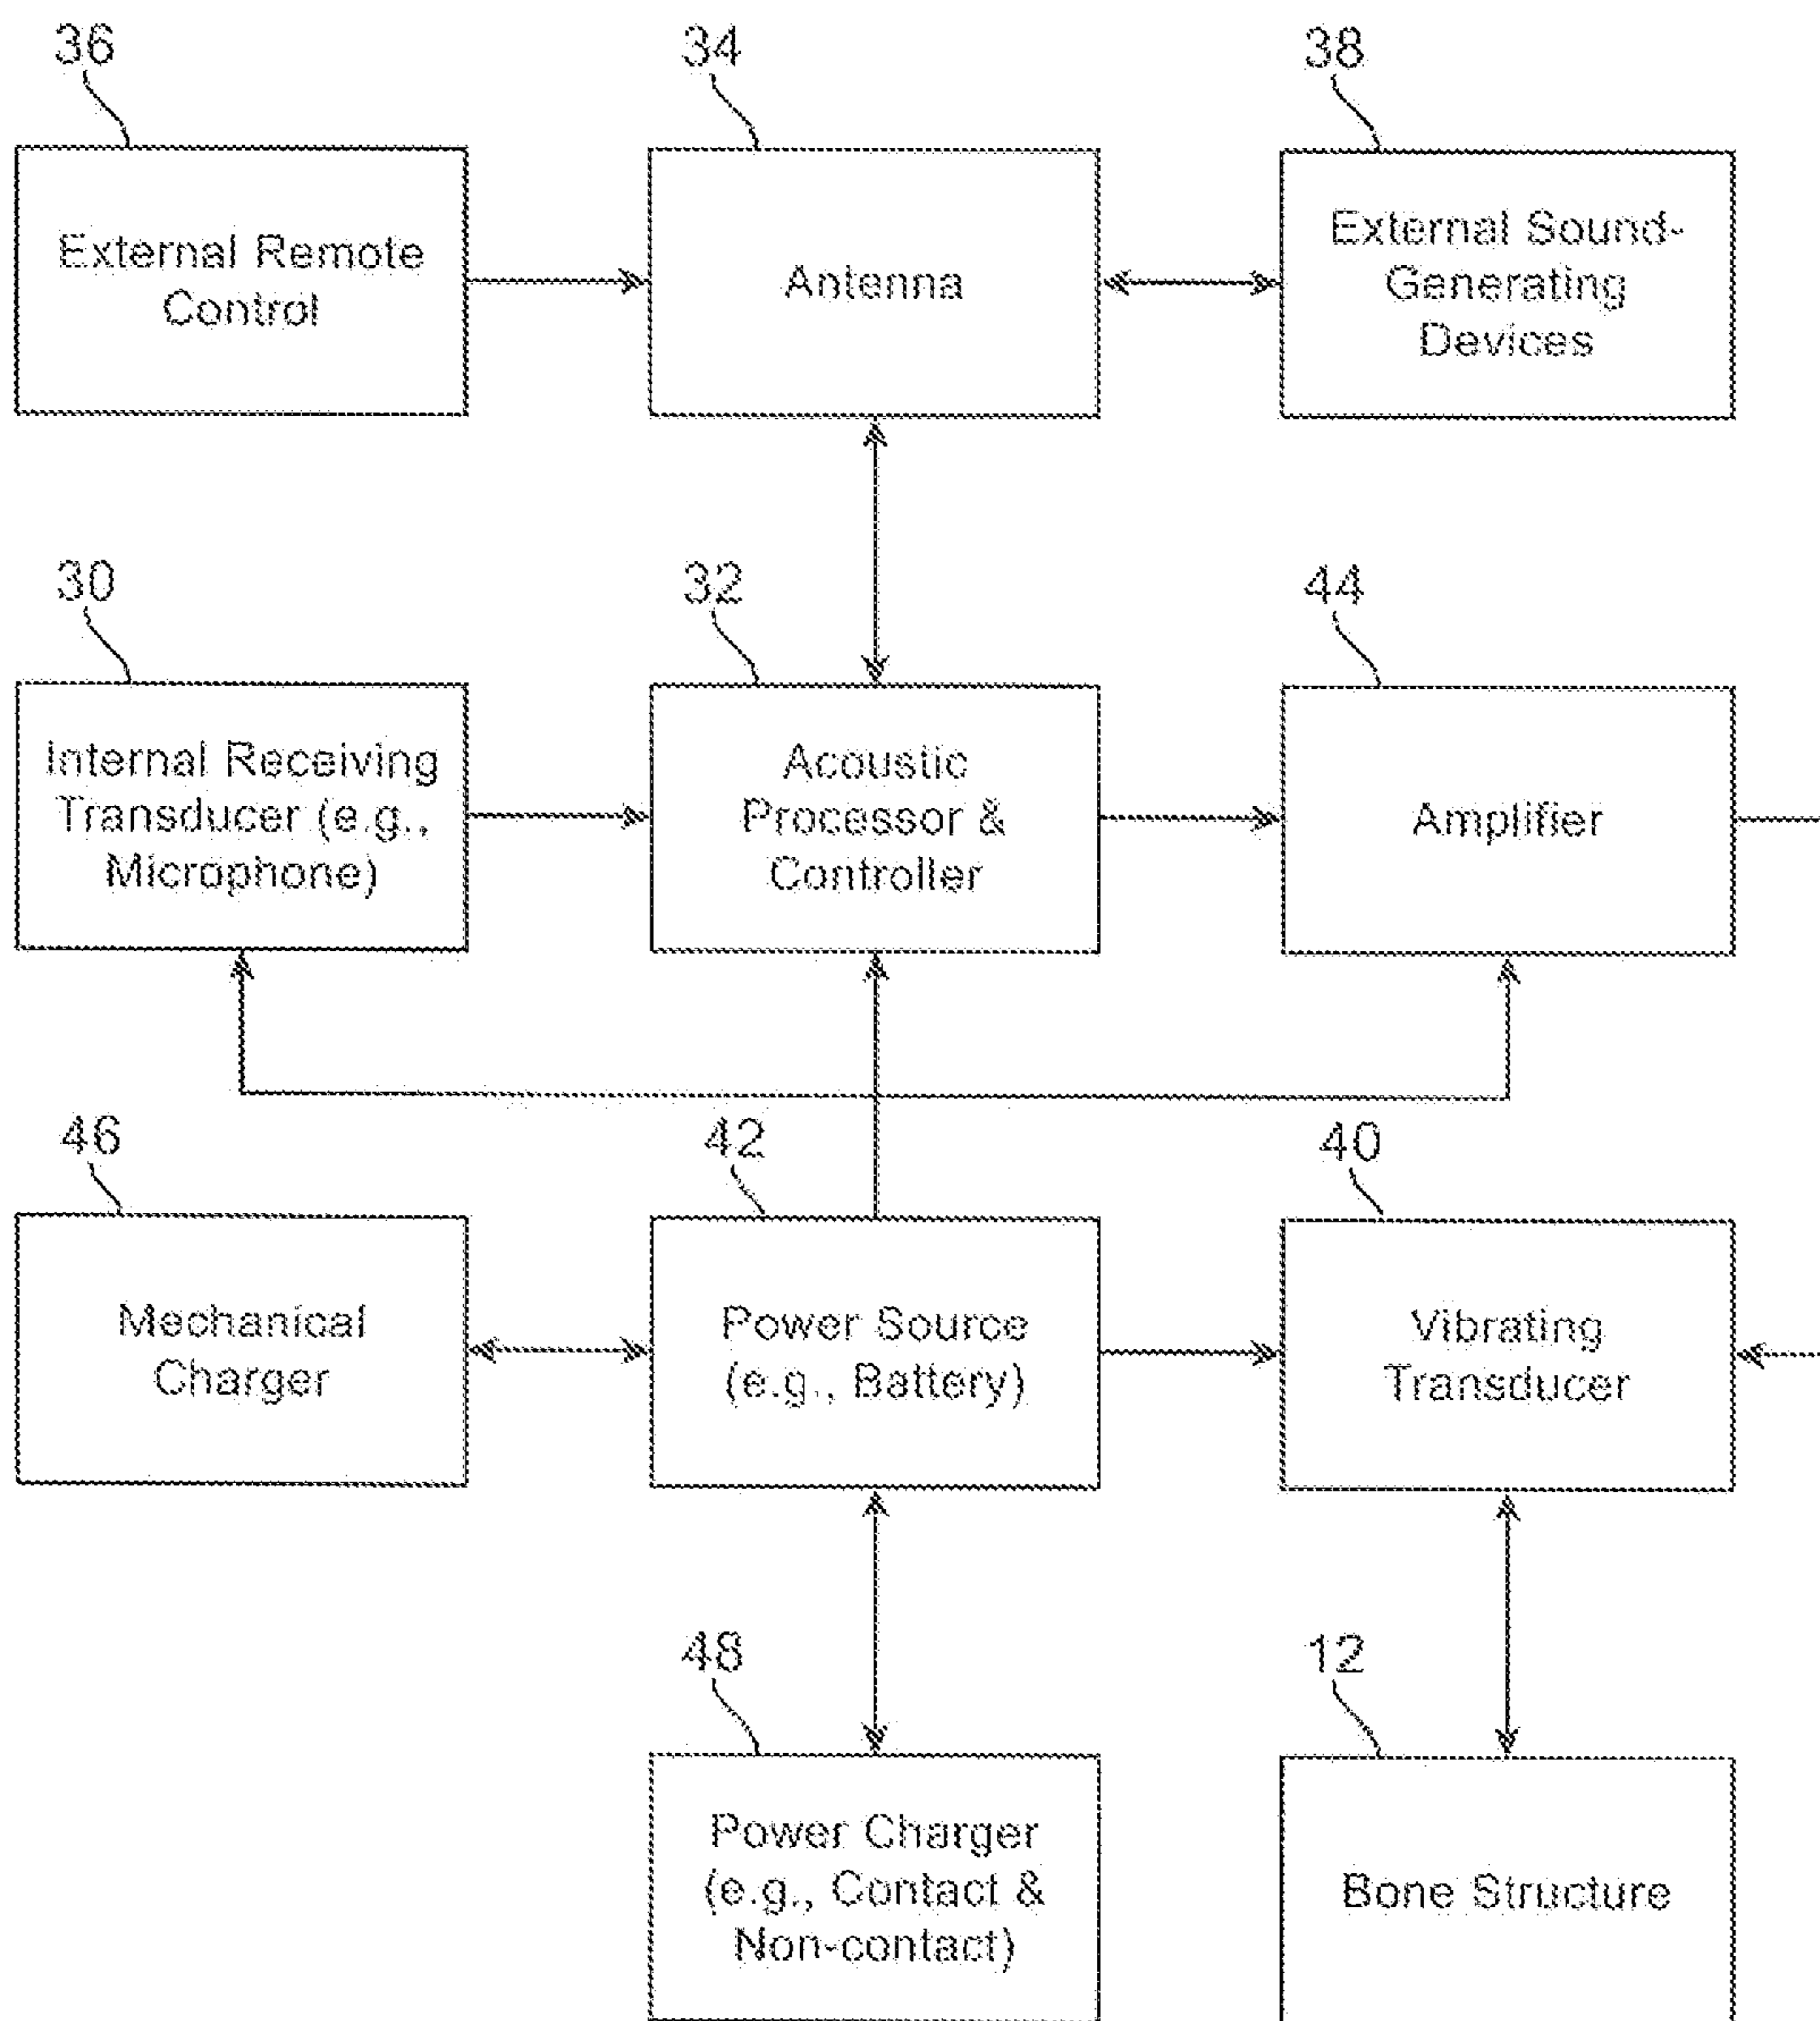 36
34
38
External Remote
Control
Antenna
External Sound-
Generating
Devices
30
32
44
Internal Receiving
Transducer (e.g.,
Microphone)
Acoustic
Processor &
Controller
Amplifier
46
42
40
Mechanical
Charger
Power Source
(e.g., Battery)
Vibrating
Transducer
48
12
Power Charger
(e.g., Contact &
Non-contact)
Bone Structure